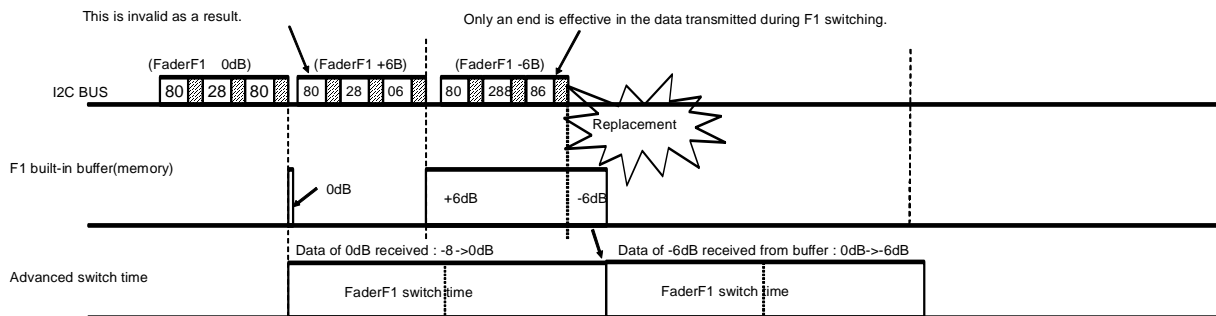 This is invalid as a result.
Only an end is effective in the data transmitted during F1 switching.
(FaderF1 0dB)
(FaderF1 +6B)
(FaderF1 -6B)
I2C BUS
80 28 80 80 28 06 80 288 86
Replacement
F1 built-in buffer(memory)
0dB
+6dB
-6dB
Data of 0dB received : -8->0dB
Data of -6dB received from buffer : 0dB->-6dB
Advanced switch time
FaderF1 switch time
FaderF1 switch time